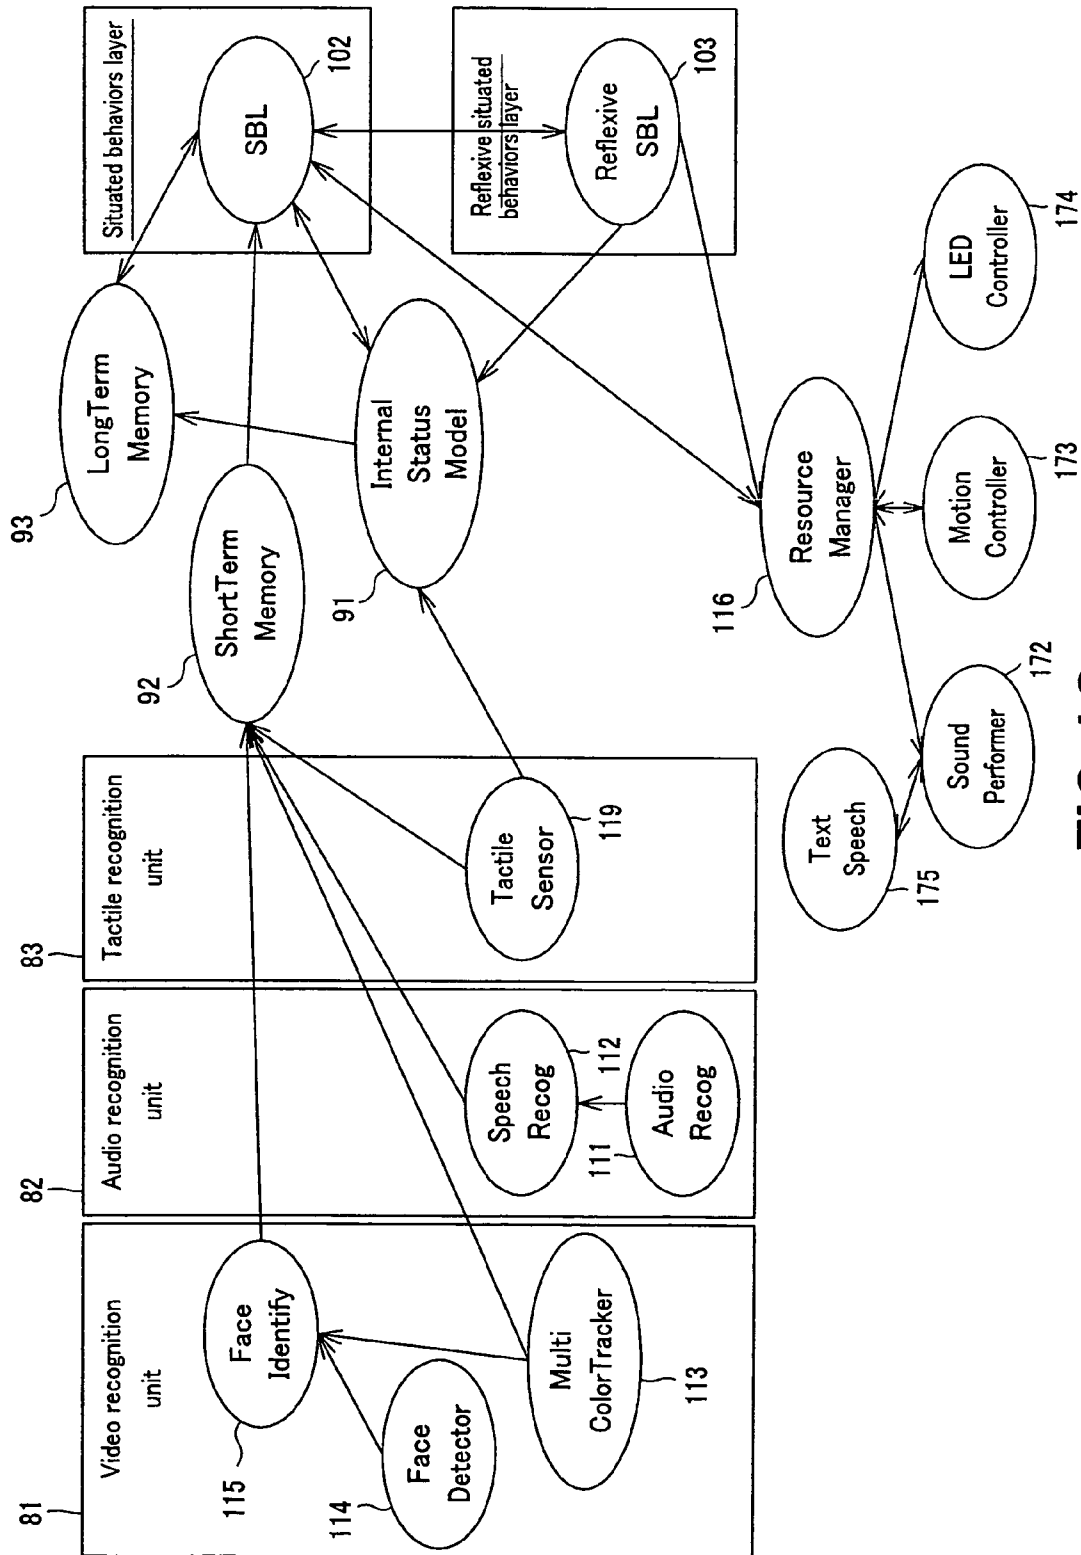 81
82
83
93
Video recognition
unit
Audio recognition
unit
Tactile recognition
unit
LongTerm
Memory
Situated behaviors layer
92
ShortTerm
Memory
SBL
102
115
Face
Identify
114
Face
Detector
91
Internal
Status
Model
Multi
ColorTracker
113
Speech
Recog
112
111
Audio
Recog
Tactile
Sensor
119
Reflexive situated
behaviors layer
Reflexive
SBL
103
116
Resource
Manager
Text
Speech
175
Sound
Performer
172
Motion
Controller
173
LED
Controller
174